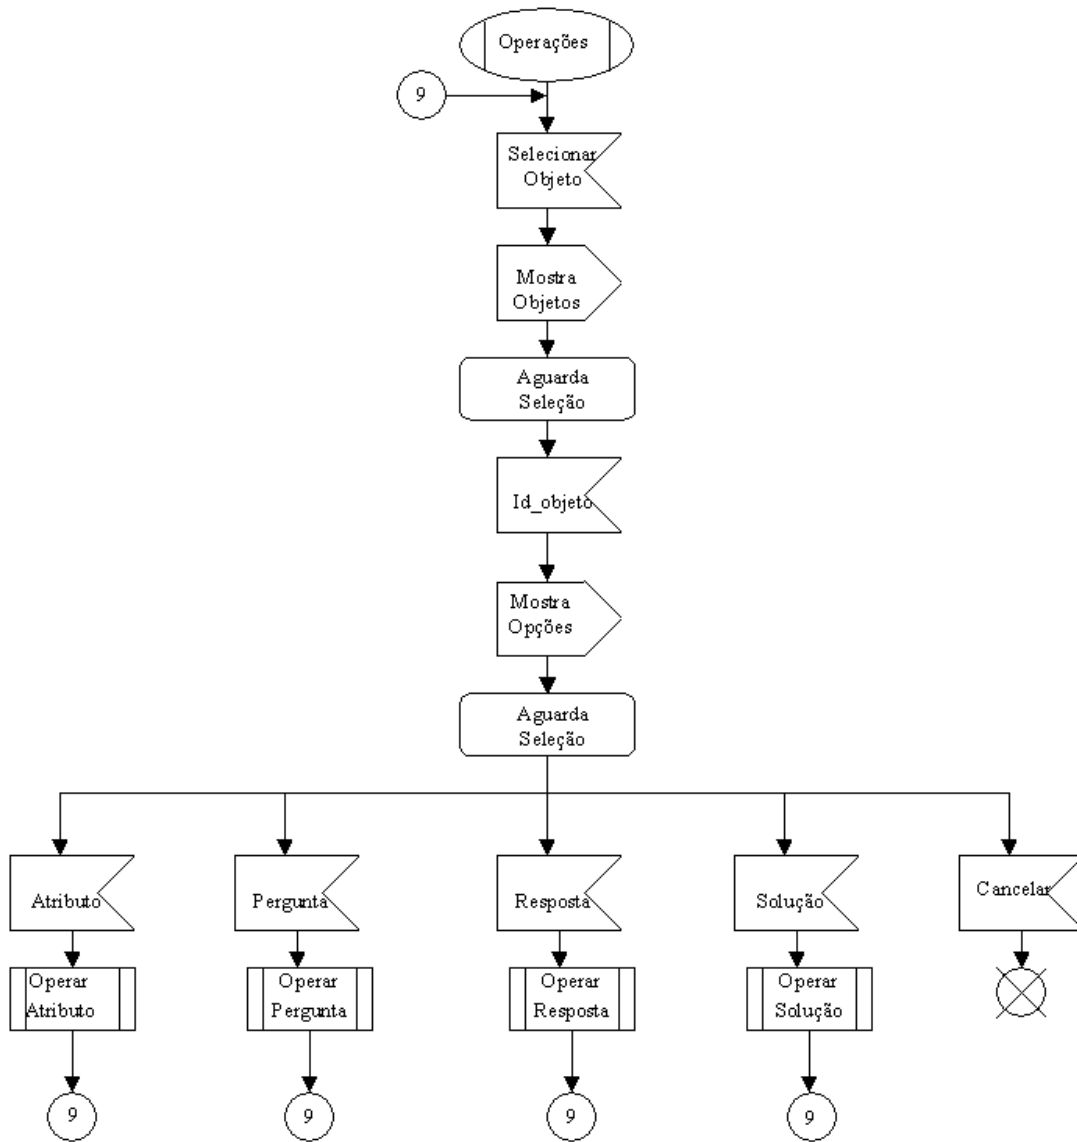 Operações
9
Selecionar
Objeto
Mostra
Objetos
Aguarda
Seleção
Id_objeto
Mostra
Opções
Aguarda
Seleção
Atributo
Pergunta
Resposta
Solução
Cancelar
Operar
Atributo
Operar
Pergunta
Operar
Resposta
Operar
Solução
9
9
9
9